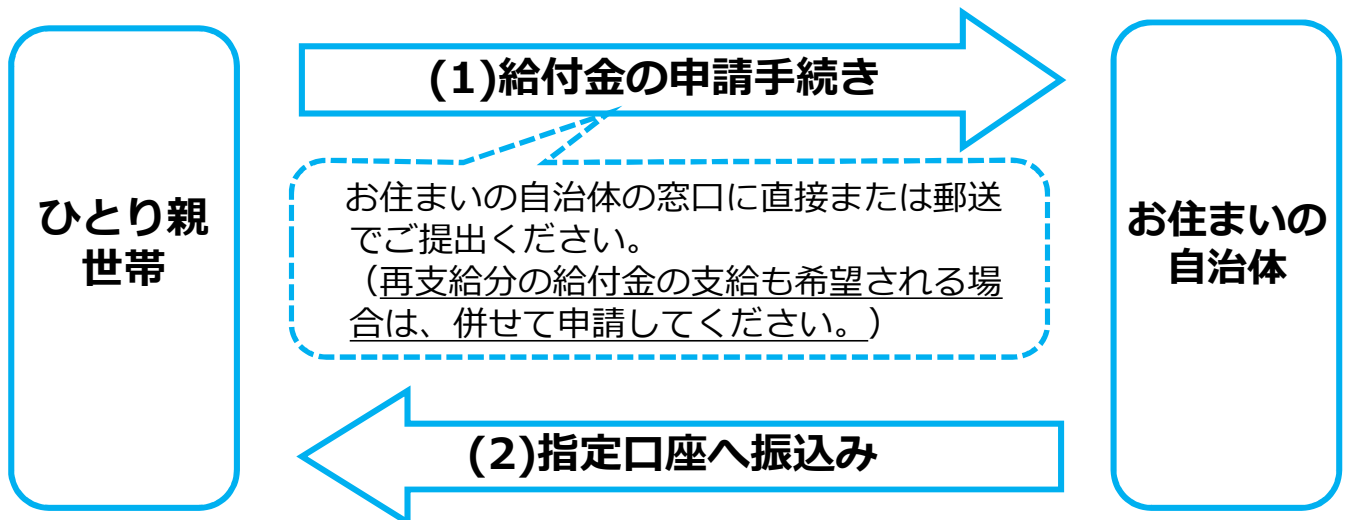 ひとり親
世帯
(1)給付金の申請手続き
お住まいの自治体の窓口に直接または郵送
でご提出ください。
（再支給分の給付金の支給も希望される場
合は、併せて申請してください。）
(2)指定口座へ振込み
お住まいの
自治体